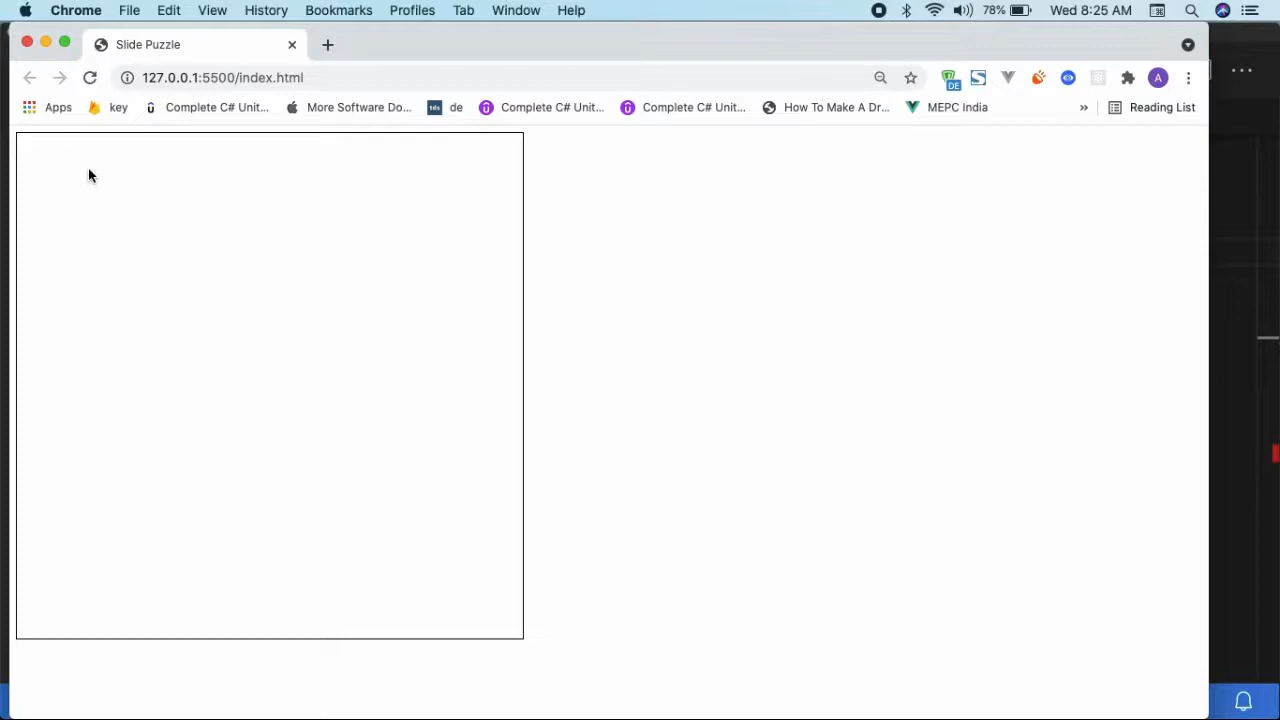 Chrome File Edit View History Bookmarks Profiles Tab Window Help 78% Wed 8:25 AM
Slide Puzzle
127.0.0.1:5500/index.html DE A
Apps key Complete C# Unit... More Software Do... tds de Complete C# Unit... Complete C# Unit... How To Make A Dr... MEPC India » Reading List